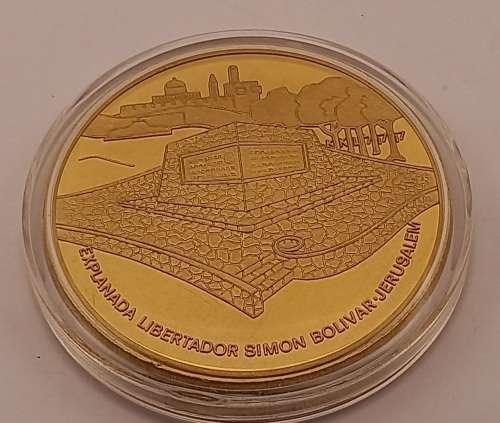 EXPLANADA LIBERTADOR SIMON BOLIVAR·JERUSALEM